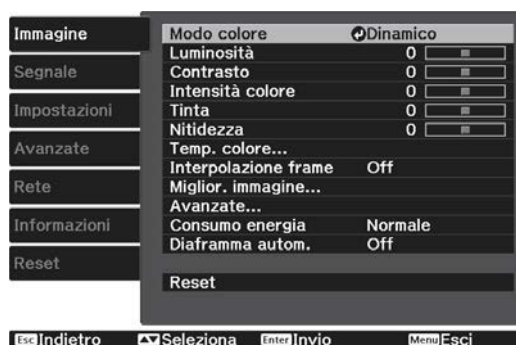 Immagine
Segnale
Impostazioni
Avanzate
Rete
Informazioni
Reset
Modo colore Dinamico
Luminosità 0
Contrasto 0
Intensità colore 0
Tinta 0
Nitidezza 0
Temp. colore...
Interpolazione frame Off
Miglior. immagine...
Avanzate...
Consumo energia Normale
Diaframma autom. Off
Reset
Esc Indietro Seleziona Enter Invio Menu Esci